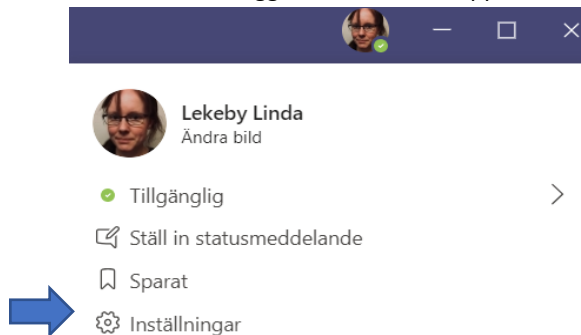 Lekeby Linda
Ändra bild
Tillgänglig
Ställ in statusmeddelande
Sparat
Inställningar